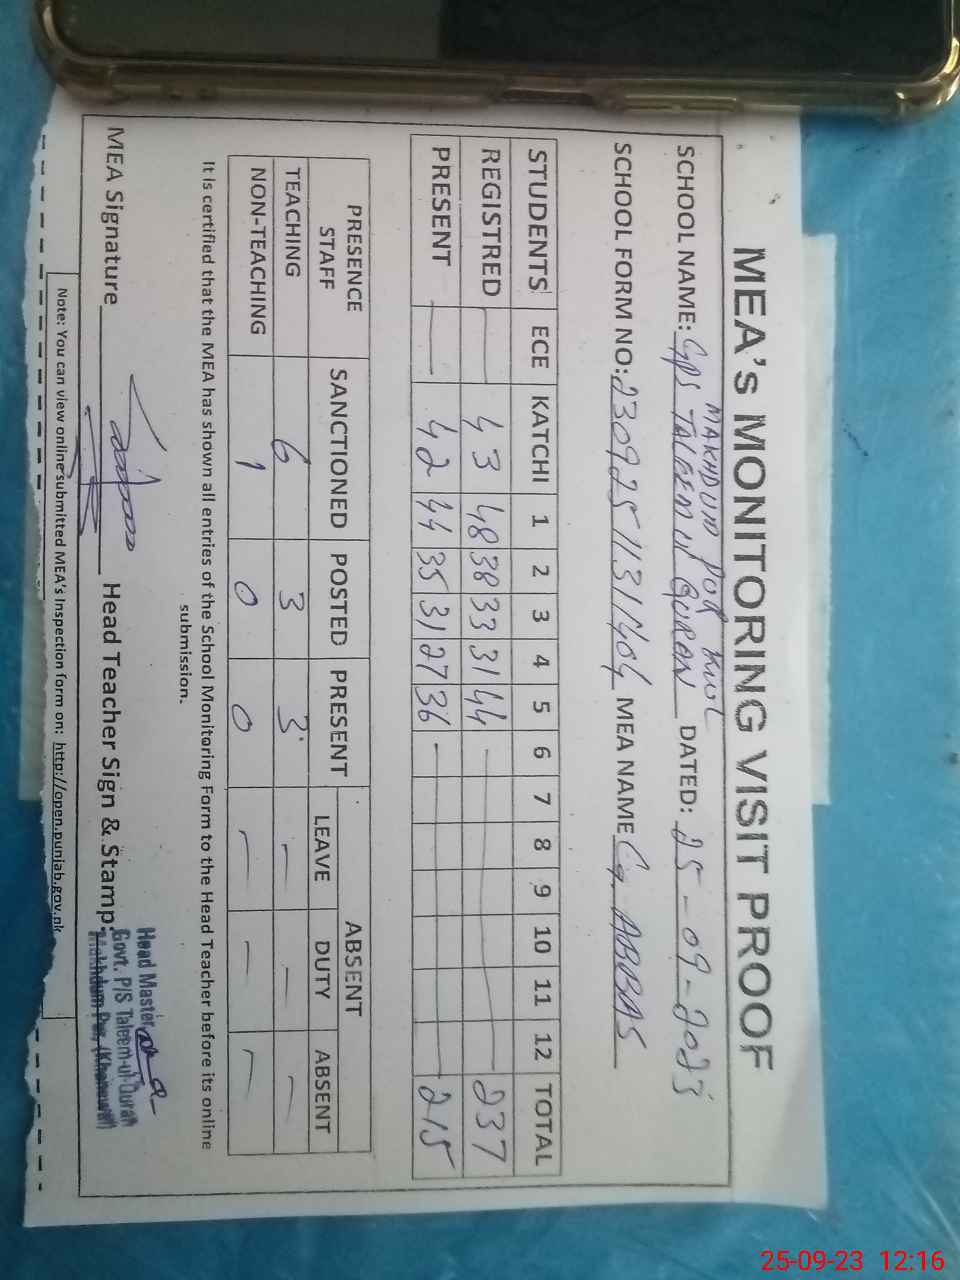 MEA's MONITORING VISIT PROOF
MAKHDUM POR KWL
SCHOOL NAME: GPS TALEEM UL QURAN DATED: 25-09-2023
SCHOOL FORM NO: 2309251131404 MEA NAME Cq. ABBAS
STUDENTS ECE KATCHI 1 2 3 4 5 6 7 8 9 10 11 12 TOTAL
REGISTRED — 43 48 38 33 31 44 — 237
PRESENT — 42 44 35 31 27 36 — 215
PRESENCE STAFF SANCTIONED POSTED PRESENT ABSENT
LEAVE DUTY ABSENT
TEACHING 6 3 3 — — —
NON-TEACHING 1 0 0 — — —
It is certified that the MEA has shown all entries of the School Monitoring Form to the Head Teacher before its online
submission.
MEA Signature Head Teacher Sign & Stamp:
Head Master
Govt. P/S Taleem-ul-Quran
Makhdum Pur, (Khanewal)
Note: You can view online submitted MEA's Inspection form on: http://open.punjab.gov.pk
25-09-23 12:16